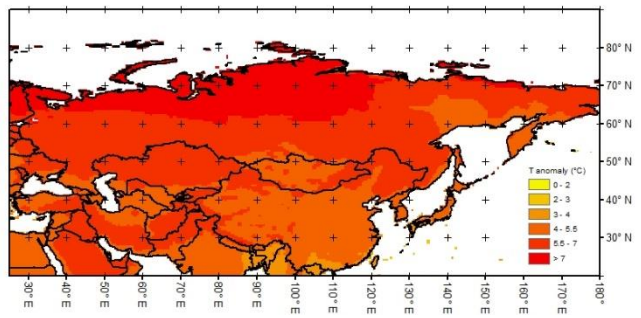 80° N
70° N
60° N
50° N
40° N
30° N
T anomaly (°C)
0 - 2
2 - 3
3 - 4
4 - 5.5
5.5 - 7
> 7
30° E
40° E
50° E
60° E
70° E
80° E
90° E
100° E
110° E
120° E
130° E
140° E
150° E
160° E
170° E
180°